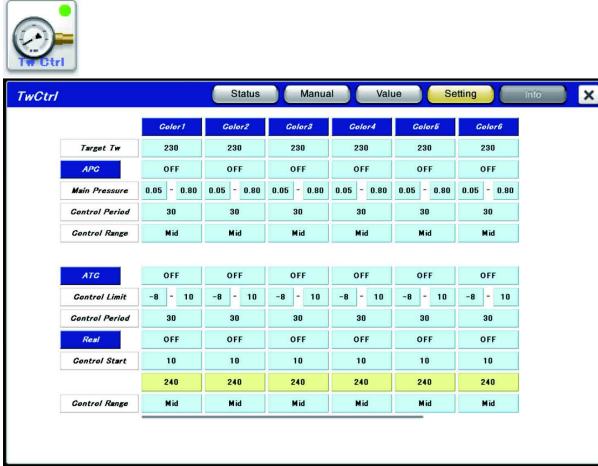 Tw Ctrl
TwCtrl Status Manual Value Setting Info X
Color1 Color2 Color3 Color4 Color5 Color6
Target Tw 230 230 230 230 230 230
APC OFF OFF OFF OFF OFF OFF
Main Pressure 0.05 - 0.80 0.05 - 0.80 0.05 - 0.80 0.05 - 0.80 0.05 - 0.80 0.05 - 0.80
Control Period 30 30 30 30 30 30
Control Range Mid Mid Mid Mid Mid Mid
ATC OFF OFF OFF OFF OFF OFF
Control Limit -8 - 10 -8 - 10 -8 - 10 -8 - 10 -8 - 10 -8 - 10
Control Period 30 30 30 30 30 30
Real OFF OFF OFF OFF OFF OFF
Control Start 10 10 10 10 10 10
240 240 240 240 240 240
Control Range Mid Mid Mid Mid Mid Mid